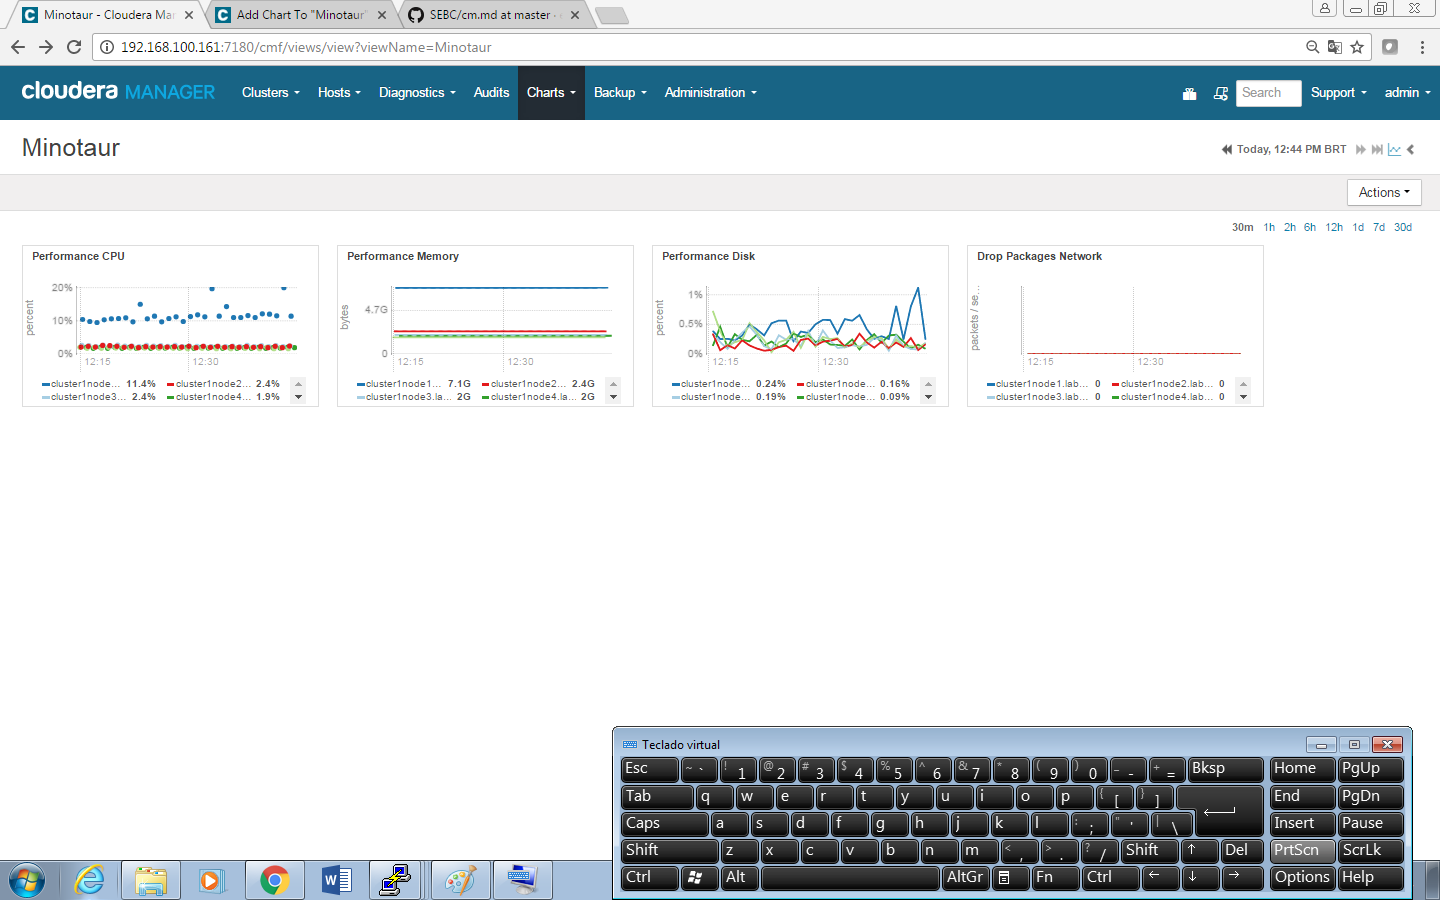 Minotaur - Cloudera Mar
Add Chart To "Minotaur"
SEBC/cm.md at master -
192.168.100.161:7180/cmf/views/view?viewName=Minotaur
cloudera MANAGER
Clusters Hosts Diagnostics Audits Charts Backup Administration
Search Support admin
Minotaur
Today, 12:44 PM BRT
Actions
30m 1h 2h 6h 12h 1d 7d 30d
Performance CPU
percent
20%
10%
0%
12:15 12:30
cluster1node... 11.4% cluster1node2... 2.4%
cluster1node3... 2.4% cluster1node4... 1.9%
Performance Memory
bytes
4.7G
0
12:15 12:30
cluster1node1... 7.1G cluster1node2... 2.4G
cluster1node3.la... 2G cluster1node4.la... 2G
Performance Disk
percent
1%
0.5%
0%
12:15 12:30
cluster1node... 0.24% cluster1node... 0.16%
cluster1node... 0.19% cluster1node... 0.09%
Drop Packages Network
packets / se...
0
12:15 12:30
cluster1node1.lab... 0 cluster1node2.lab... 0
cluster1node3.lab... 0 cluster1node4.lab... 0
Teclado virtual
Esc ~ ` ! 1 @ 2 # 3 $ 4 % 5 ^ 6 & 7 * 8 ( 9 ) 0 _ - + = Bksp Home PgUp
Tab q w e r t y u i o p { [ } ] End PgDn
Caps a s d f g h j k l : ; " ' | \ Insert Pause
Shift z x c v b n m < , > . ? / Shift ↑ Del PrtScn ScrLk
Ctrl Alt AltGr Fn Ctrl ← ↓ → Options Help